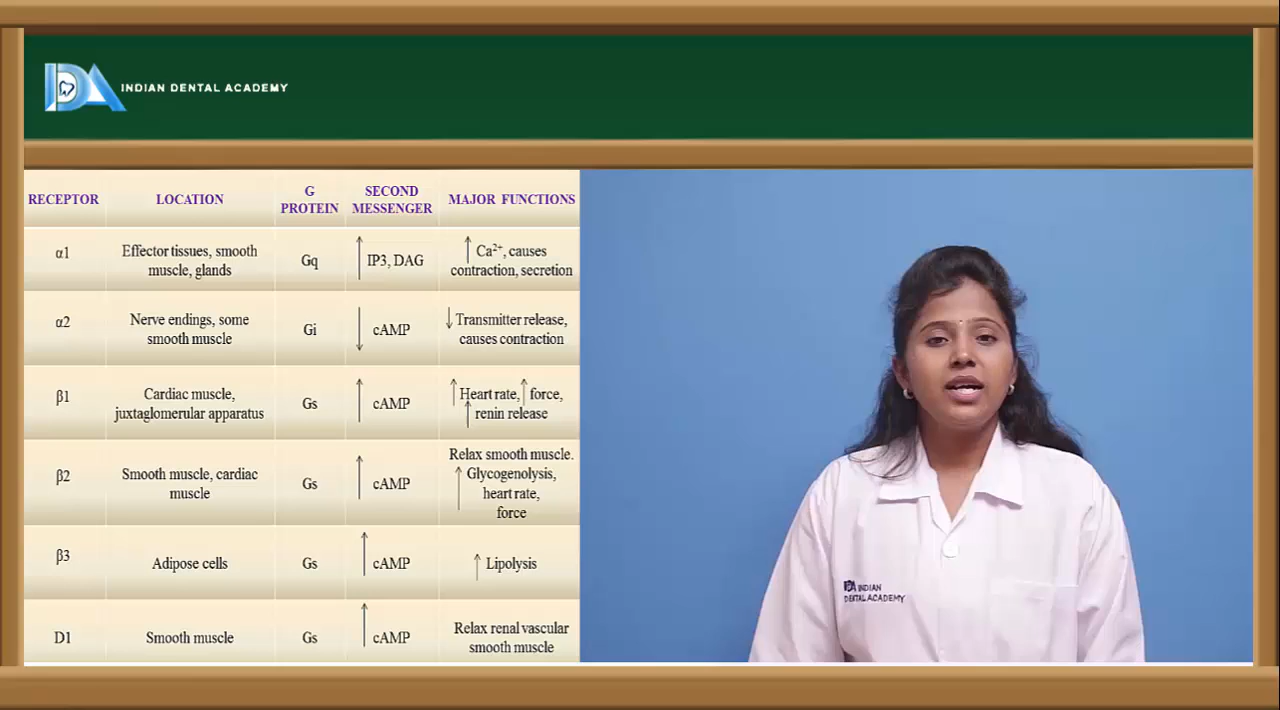 IDA INDIAN DENTAL ACADEMY
RECEPTOR
LOCATION
G
PROTEIN
SECOND
MESSENGER
MAJOR FUNCTIONS
α1
Effector tissues, smooth
muscle, glands
Gq
↑ IP3, DAG
↑ Ca²⁺, causes
contraction, secretion
α2
Nerve endings, some
smooth muscle
Gi
↓ cAMP
↓ Transmitter release,
causes contraction
β1
Cardiac muscle,
juxtaglomerular apparatus
Gs
↑ cAMP
↑ Heart rate, ↑ force,
↑ renin release
β2
Smooth muscle, cardiac
muscle
Gs
↑ cAMP
Relax smooth muscle.
↑ Glycogenolysis,
heart rate,
force
β3
Adipose cells
Gs
↑ cAMP
↑ Lipolysis
D1
Smooth muscle
Gs
↑ cAMP
Relax renal vascular
smooth muscle
IDA INDIAN
DENTAL ACADEMY